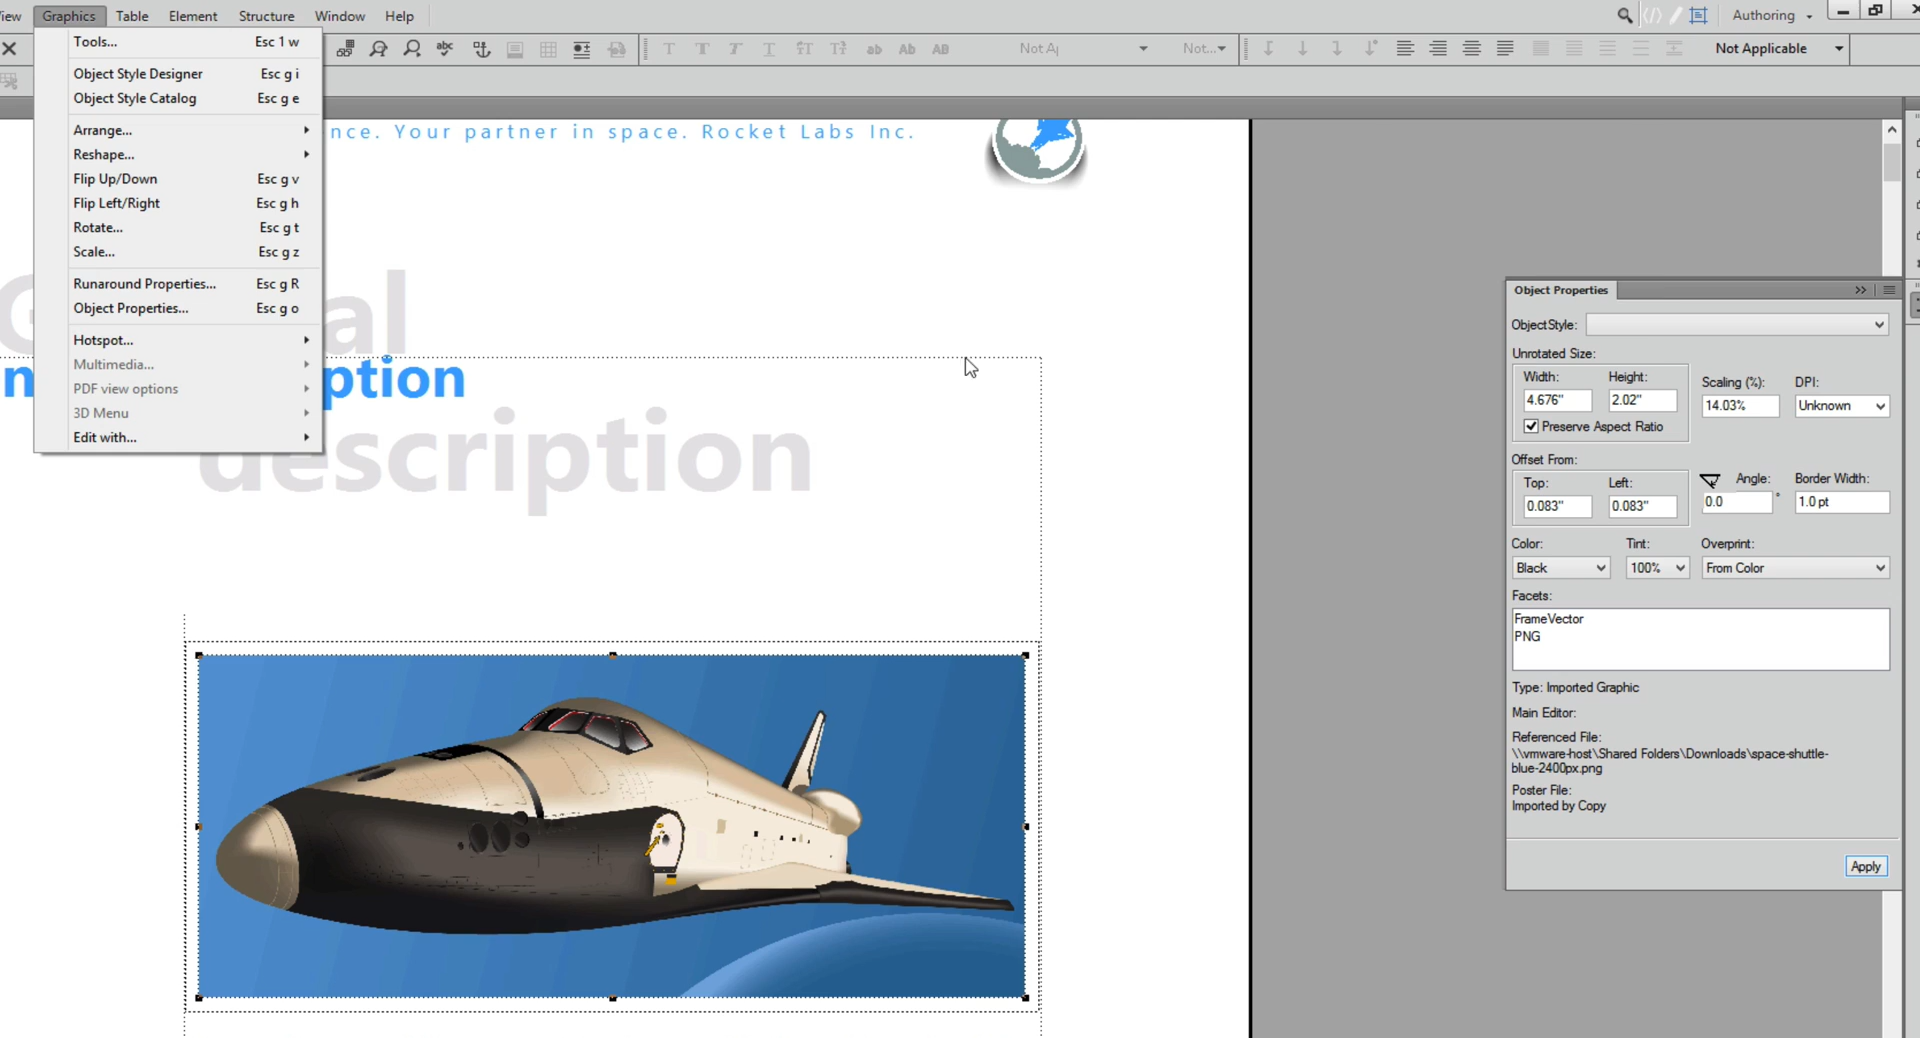 Graphics Table Element Structure Window Help
Authoring
Tools... Esc 1 w
Object Style Designer Esc g i
Object Style Catalog Esc g e
Arrange...
Reshape...
Flip Up/Down Esc g v
Flip Left/Right Esc g h
Rotate... Esc g t
Scale... Esc g z
Runaround Properties... Esc g R
Object Properties... Esc g o
Hotspot...
Multimedia...
PDF view options
3D Menu
Edit with...
Not... Not Applicable
nce. Your partner in space. Rocket Labs Inc.
al
ption
description
Object Properties
ObjectStyle:
Unrotated Size:
Width: Height:
4.676" 2.02"
Scaling (%): DPI:
14.03% Unknown
Preserve Aspect Ratio
Offset From:
Top: Left:
0.083" 0.083"
Angle: Border Width:
0.0 ° 1.0 pt
Color: Tint: Overprint:
Black 100% From Color
Facets:
FrameVector
PNG
Type: Imported Graphic
Main Editor:
Referenced File:
\\vmware-host\Shared Folders\Downloads\space-shuttle-
blue-2400px.png
Poster File:
Imported by Copy
Apply